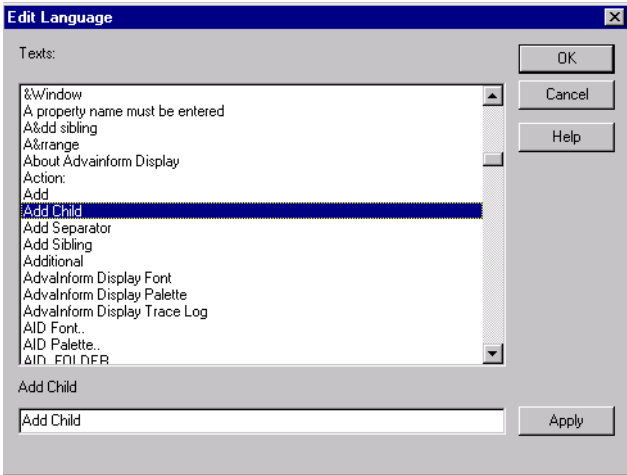 Edit Language
Texts:
OK
Cancel
Help
&Window
A property name must be entered
A&dd sibling
A&rrange
About Advainform Display
Action:
Add
Add Child
Add Separator
Add Sibling
Additional
AdvaInform Display Font
AdvaInform Display Palette
AdvaInform Display Trace Log
AID Font..
AID Palette..
AID_FOLDER
Add Child
Add Child
Apply